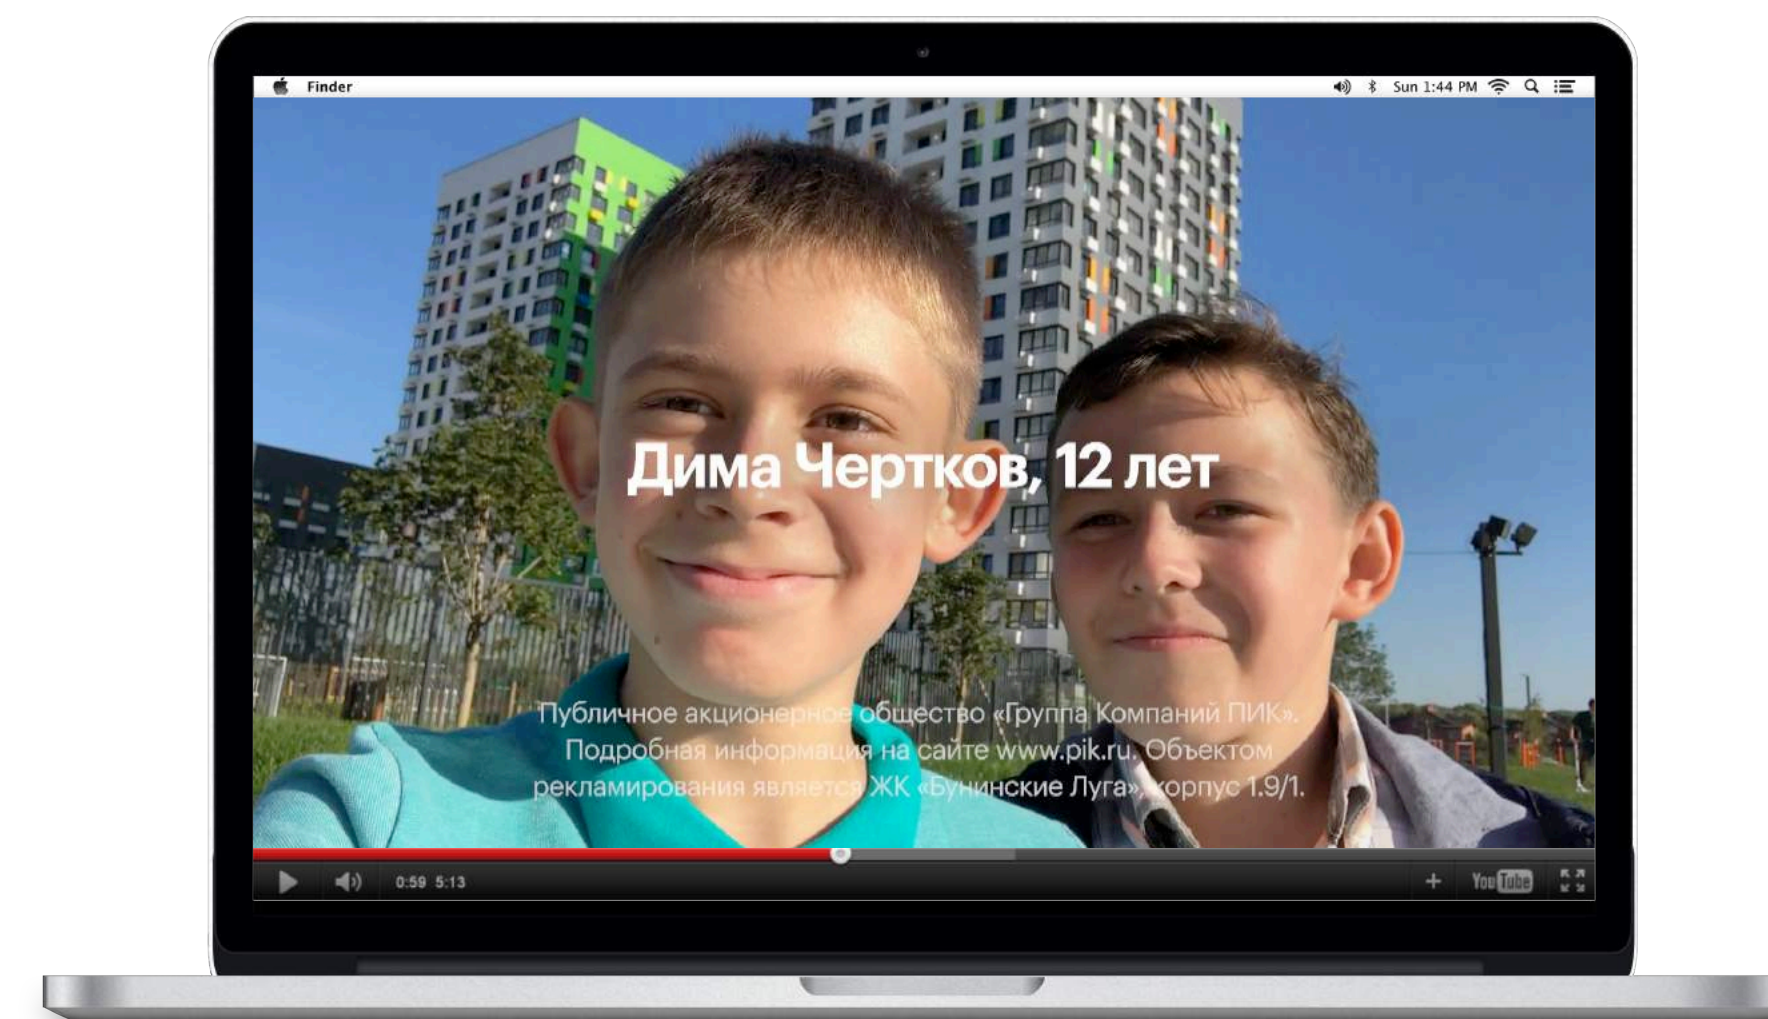 Finder
Sun 1:44 PM
Дима Чертков, 12 лет
Публичное акционерное общество «Группа Компаний ПИК».
Подробная информация на сайте www.pik.ru. Объектом
рекламирования является ЖК «Бунинские Луга», корпус 1.9/1.
0:59 5:13
YouTube